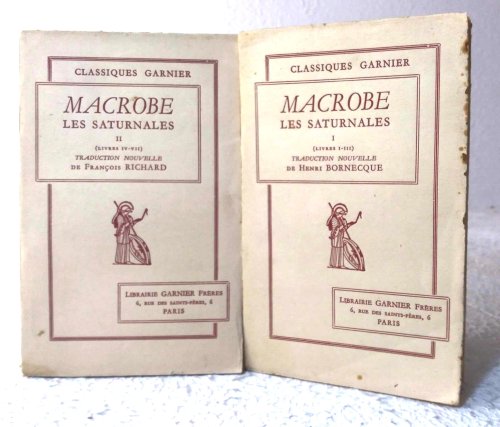 CLASSIQUES GARNIER
MACROBE
LES SATURNALES
II
(LIVRES IV-VII)
TRADUCTION NOUVELLE
DE FRANÇOIS RICHARD
LIBRAIRIE GARNIER FRÈRES
6, RUE DES SAINTS-PÈRES, 6
PARIS
CLASSIQUES GARNIER
MACROBE
LES SATURNALES
I
(LIVRES I-III)
TRADUCTION NOUVELLE
DE HENRI BORNECQUE
LIBRAIRIE GARNIER FRÈRES
6, RUE DES SAINTS-PÈRES, 6
PARIS